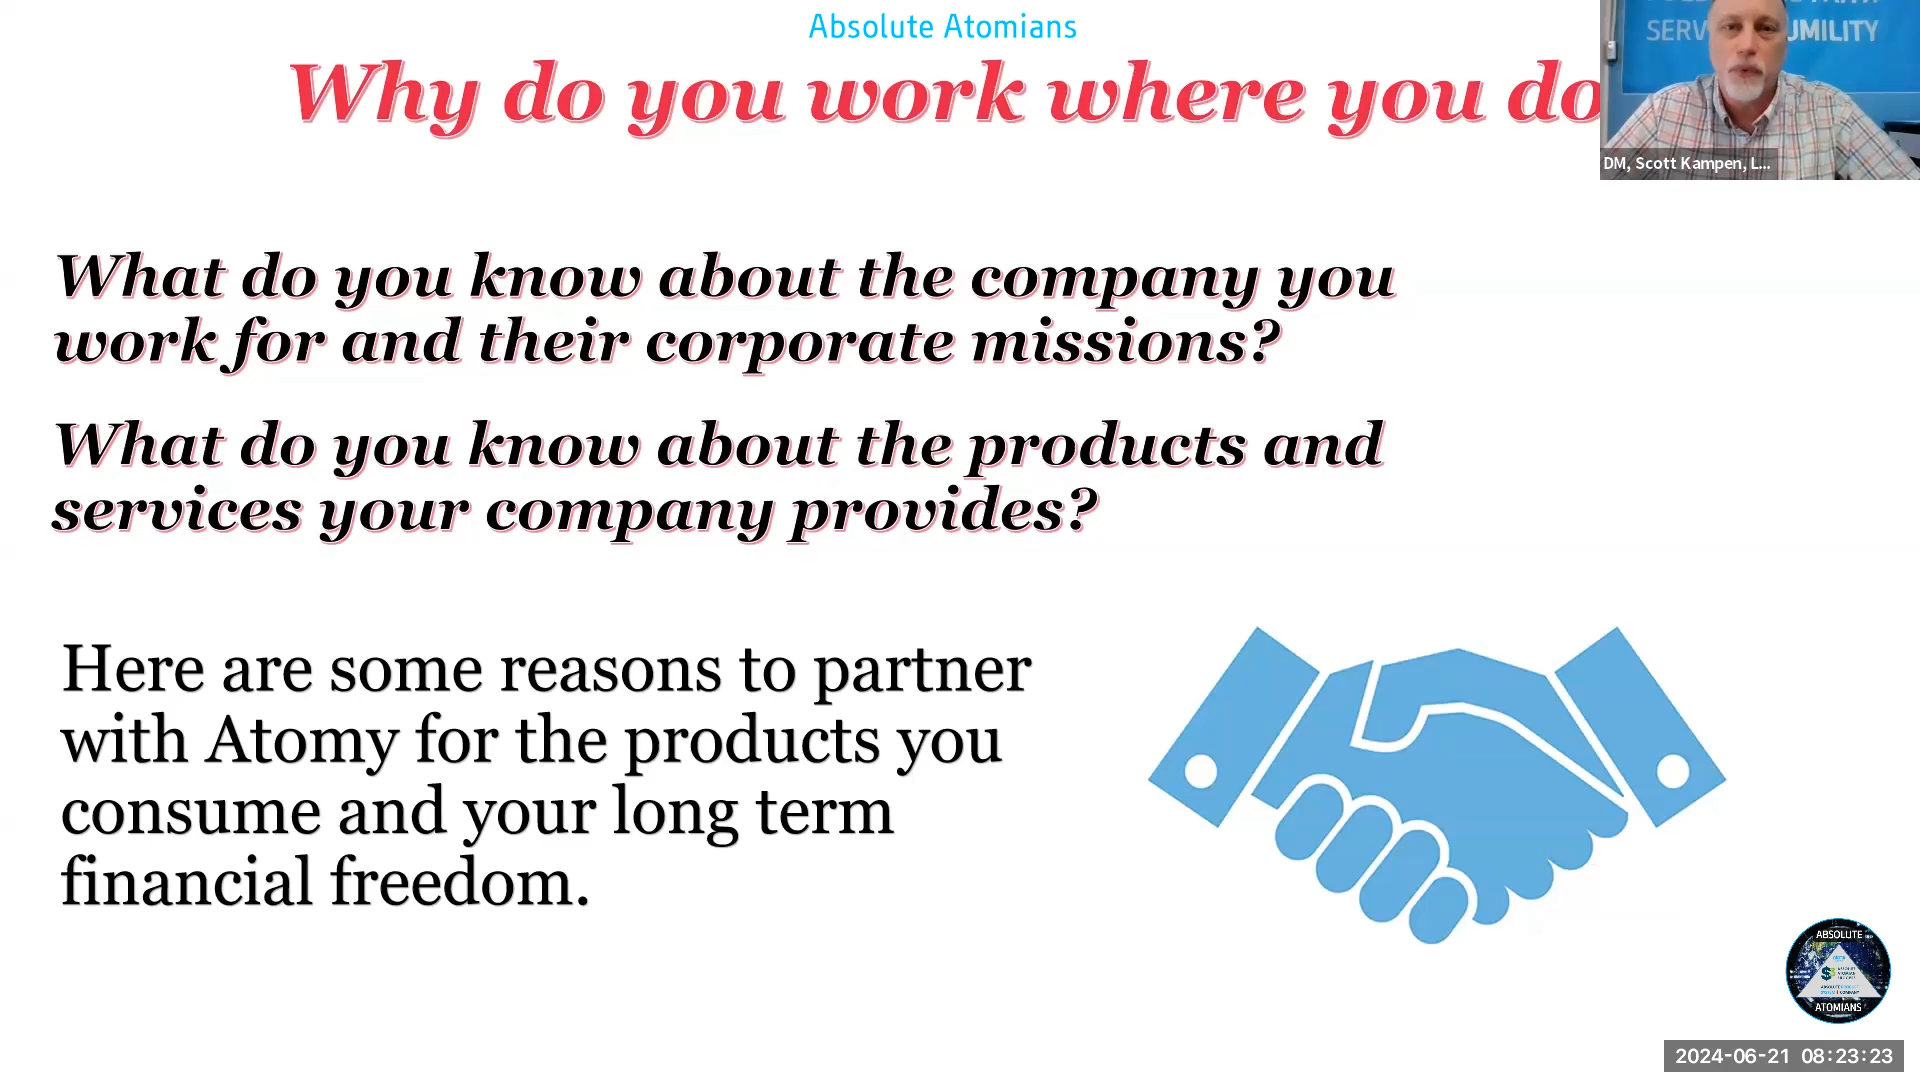 Absolute Atomians
Why do you work where you do
SERV UMILITY
DM, Scott Kampen, L...
What do you know about the company you
work for and their corporate missions?
What do you know about the products and
services your company provides?
Here are some reasons to partner
with Atomy for the products you
consume and your long term
financial freedom.
ABSOLUTE
ATOMIANS
2024-06-21 08:23:23